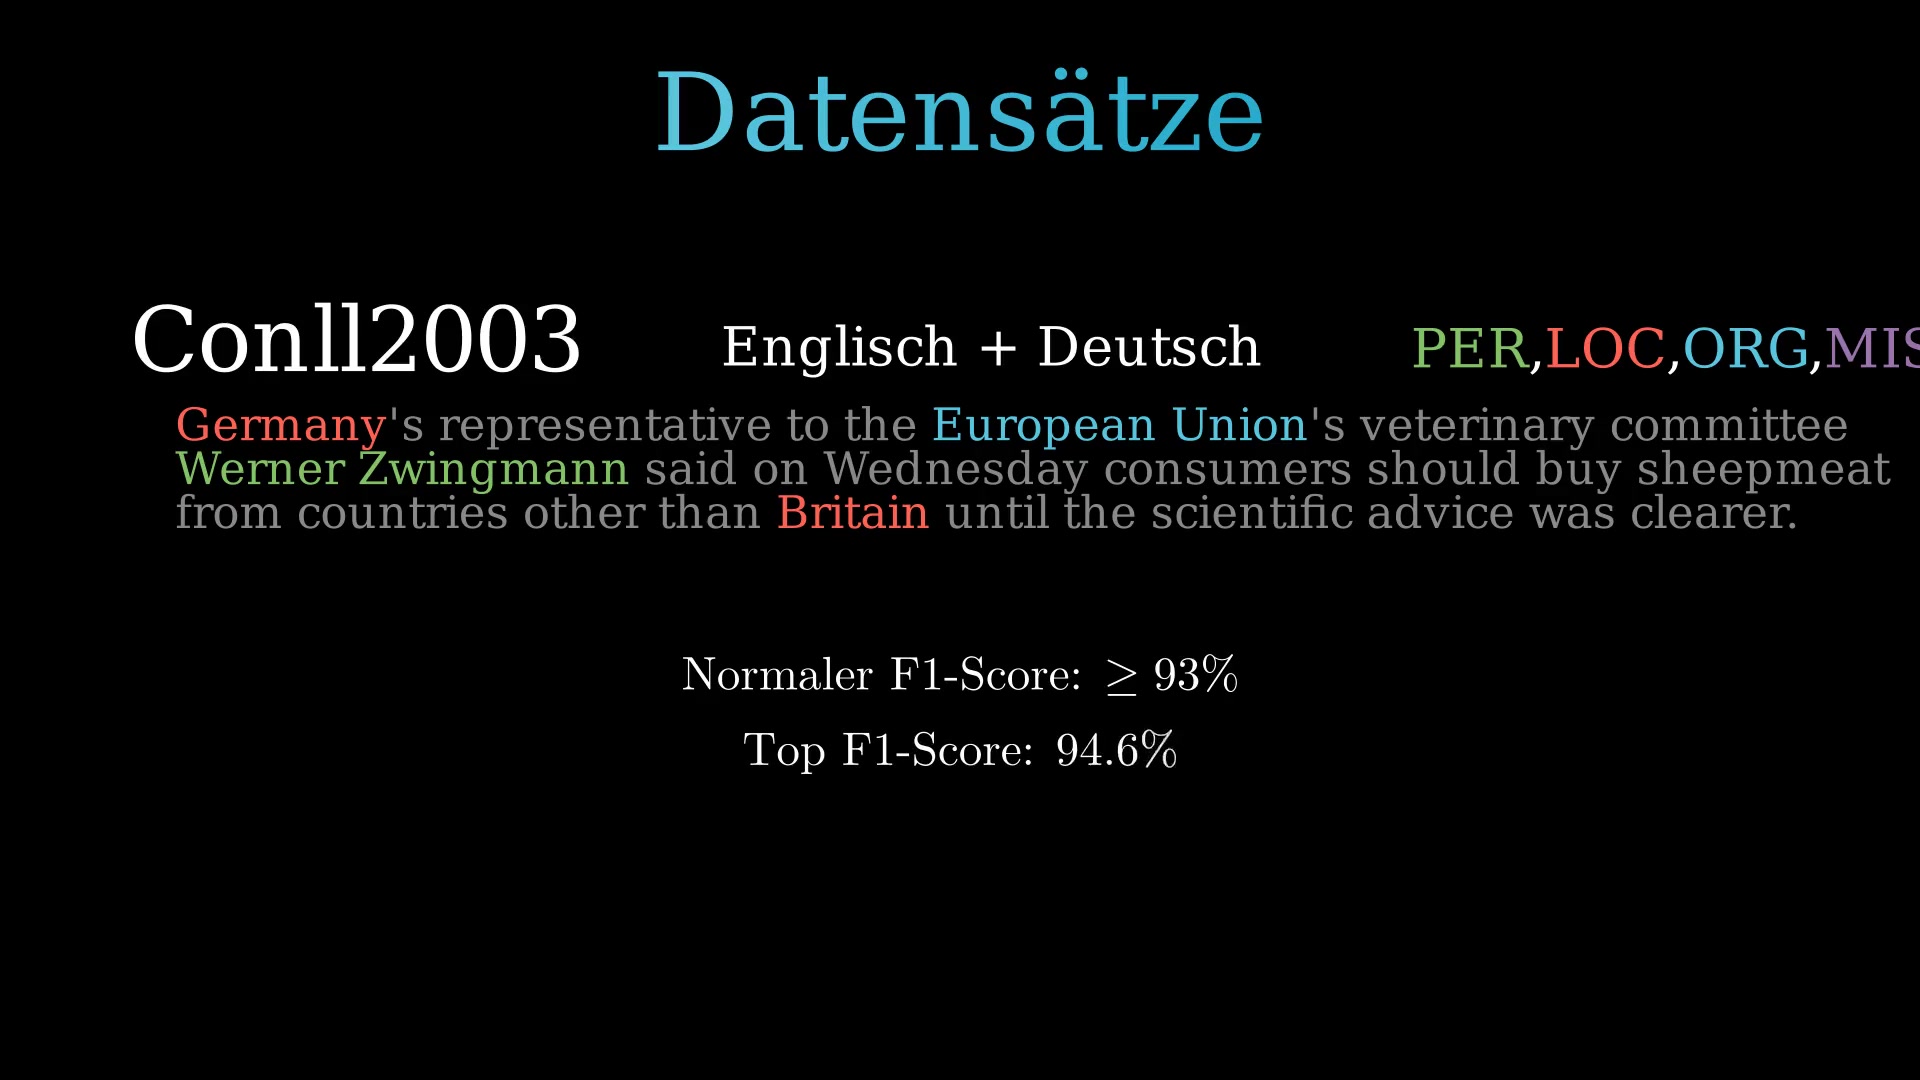 Datensätze
Conll2003 Englisch + Deutsch PER,LOC,ORG,MIS
Germany's representative to the European Union's veterinary committee
Werner Zwingmann said on Wednesday consumers should buy sheepmeat
from countries other than Britain until the scientific advice was clearer.
Normaler F1-Score: ≥ 93%
Top F1-Score: 94.6%